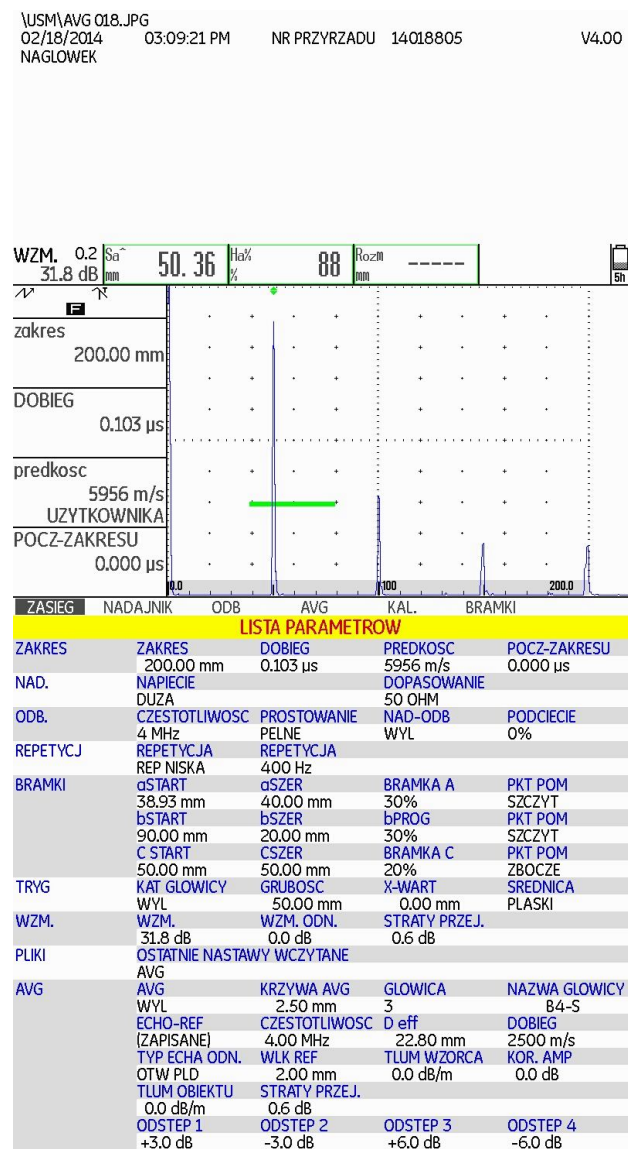 \USM\AVG 018.JPG
02/18/2014 03:09:21 PM NR PRZYRZADU 14018805 V4.00
NAGLOWEK
WZM. 0.2 Sa^ 50.36 Ha% 88 Rozm -----
31.8 dB mm % mm 5h
F
zakres
200.00 mm
DOBIEG
0.103 µs
predkosc
5956 m/s
UZYTKOWNIKA
POCZ-ZAKRESU
0.000 µs
0.0 100 200.0
ZASIEG NADAJNIK ODB AVG KAL. BRAMKI
LISTA PARAMETROW
ZAKRES ZAKRES DOBIEG PREDKOSC POCZ-ZAKRESU
200.00 mm 0.103 µs 5956 m/s 0.000 µs
NAD. NAPIECIE DOPASOWANIE
DUZA 50 OHM
ODB. CZESTOTLIWOSC PROSTOWANIE NAD-ODB PODCIECIE
4 MHz PELNE WYL 0%
REPETYCJ REPETYCJA REPETYCJA
REP NISKA 400 Hz
BRAMKI aSTART aSZER BRAMKA A PKT POM
38.93 mm 40.00 mm 30% SZCZYT
bSTART bSZER bPROG PKT POM
90.00 mm 20.00 mm 30% SZCZYT
C START CSZER BRAMKA C PKT POM
50.00 mm 50.00 mm 20% ZBOCZE
TRYG KAT GLOWICY GRUBOSC X-WART SREDNICA
WYL 50.00 mm 0.00 mm PLASKI
WZM. WZM. WZM. ODN. STRATY PRZEJ.
31.8 dB 0.0 dB 0.6 dB
PLIKI OSTATNIE NASTAWY WCZYTANE
AVG
AVG AVG KRZYWA AVG GLOWICA NAZWA GLOWICY
WYL 2.50 mm 3 B4-S
ECHO-REF CZESTOTLIWOSC D eff DOBIEG
(ZAPISANE) 4.00 MHz 22.80 mm 2500 m/s
TYP ECHA ODN. WLK REF TLUM WZORCA KOR. AMP
OTW PLD 2.00 mm 0.0 dB/m 0.0 dB
TLUM OBIEKTU STRATY PRZEJ.
0.0 dB/m 0.6 dB
ODSTEP 1 ODSTEP 2 ODSTEP 3 ODSTEP 4
+3.0 dB -3.0 dB +6.0 dB -6.0 dB